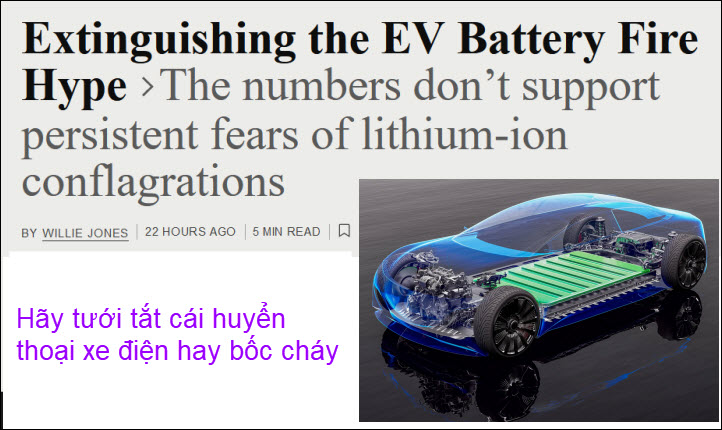 Extinguishing the EV Battery Fire
Hype > The numbers don’t support
persistent fears of lithium-ion
conflagrations
BY WILLIE JONES | 22 HOURS AGO | 5 MIN READ |
Hãy tưới tắt cái huyển
thoại xe điện hay bốc cháy